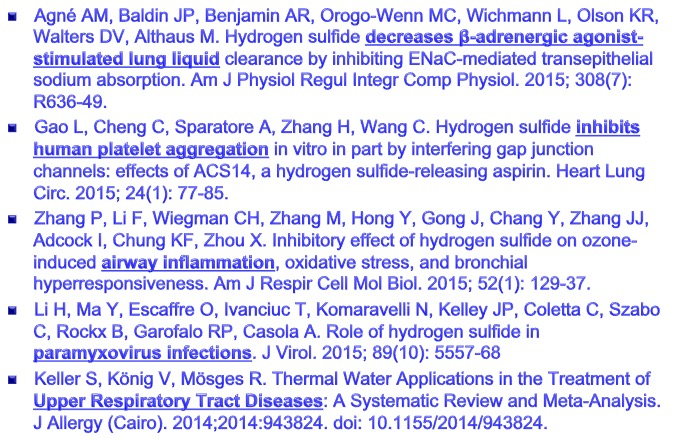 Agné AM, Baldin JP, Benjamin AR, Orogo-Wenn MC, Wichmann L, Olson KR,
Walters DV, Althaus M. Hydrogen sulfide decreases β-adrenergic agonist-
stimulated lung liquid clearance by inhibiting ENaC-mediated transepithelial
sodium absorption. Am J Physiol Regul Integr Comp Physiol. 2015; 308(7):
R636-49.
Gao L, Cheng C, Sparatore A, Zhang H, Wang C. Hydrogen sulfide inhibits
human platelet aggregation in vitro in part by interfering gap junction
channels: effects of ACS14, a hydrogen sulfide-releasing aspirin. Heart Lung
Circ. 2015; 24(1): 77-85.
Zhang P, Li F, Wiegman CH, Zhang M, Hong Y, Gong J, Chang Y, Zhang JJ,
Adcock I, Chung KF, Zhou X. Inhibitory effect of hydrogen sulfide on ozone-
induced airway inflammation, oxidative stress, and bronchial
hyperresponsiveness. Am J Respir Cell Mol Biol. 2015; 52(1): 129-37.
Li H, Ma Y, Escaffre O, Ivanciuc T, Komaravelli N, Kelley JP, Coletta C, Szabo
C, Rockx B, Garofalo RP, Casola A. Role of hydrogen sulfide in
paramyxovirus infections. J Virol. 2015; 89(10): 5557-68
Keller S, König V, Mösges R. Thermal Water Applications in the Treatment of
Upper Respiratory Tract Diseases: A Systematic Review and Meta-Analysis.
J Allergy (Cairo). 2014;2014:943824. doi: 10.1155/2014/943824.